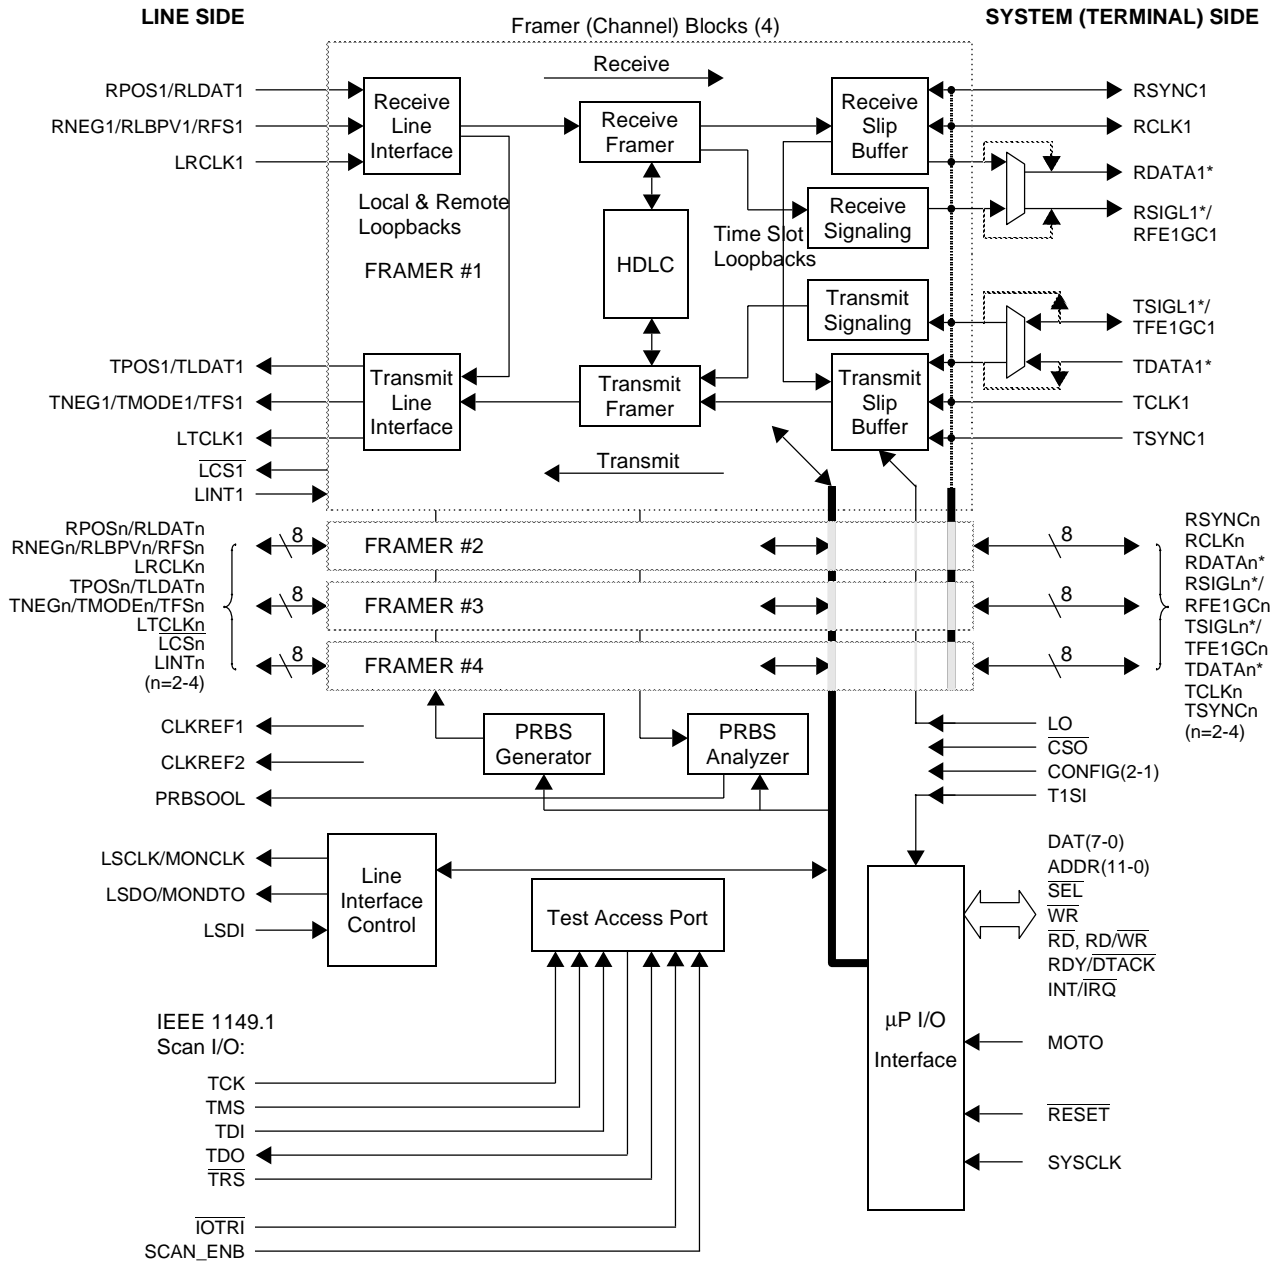 LINE SIDE
SYSTEM (TERMINAL) SIDE
Framer (Channel) Blocks (4)
Receive
RPOS1/RLDAT1
RNEG1/RLBPV1/RFS1
LRCLK1
Receive
Line
Interface
Receive
Framer
Receive
Slip
Buffer
RSYNC1
RCLK1
RDATA1*
RSIGL1*/
RFE1GC1
Local & Remote
Loopbacks
FRAMER #1
HDLC
Time Slot
Loopbacks
Receive
Signaling
Transmit
Signaling
TSIGL1*/
TFE1GC1
TDATA1*
TCLK1
TSYNC1
TPOS1/TLDAT1
TNEG1/TMODE1/TFS1
LTCLK1
LCS1
LINT1
Transmit
Line
Interface
Transmit
Framer
Transmit
Slip
Buffer
Transmit
RPOSn/RLDATn
RNEGn/RLBPVn/RFSn
LRCLKn
TPOSn/TLDATn
TNEGn/TMODEn/TFSn
LTCLKn
LCSn
LINTn
(n=2-4)
8
FRAMER #2
8
8
FRAMER #3
8
8
FRAMER #4
8
RSYNCn
RCLKn
RDATAn*
RSIGLn*/
RFE1GCn
TSIGLn*/
TFE1GCn
TDATAn*
TCLKn
TSYNCn
(n=2-4)
CLKREF1
CLKREF2
PRBSOOL
PRBS
Generator
PRBS
Analyzer
LO
CSO
CONFIG(2-1)
T1SI
LSCLK/MONCLK
LSDO/MONDTO
LSDI
Line
Interface
Control
Test Access Port
DAT(7-0)
ADDR(11-0)
SEL
WR
RD, RD/WR
RDY/DTACK
INT/IRQ
µP I/O
Interface
MOTO
RESET
SYSCLK
IEEE 1149.1
Scan I/O:
TCK
TMS
TDI
TDO
TRS
IOTRI
SCAN_ENB